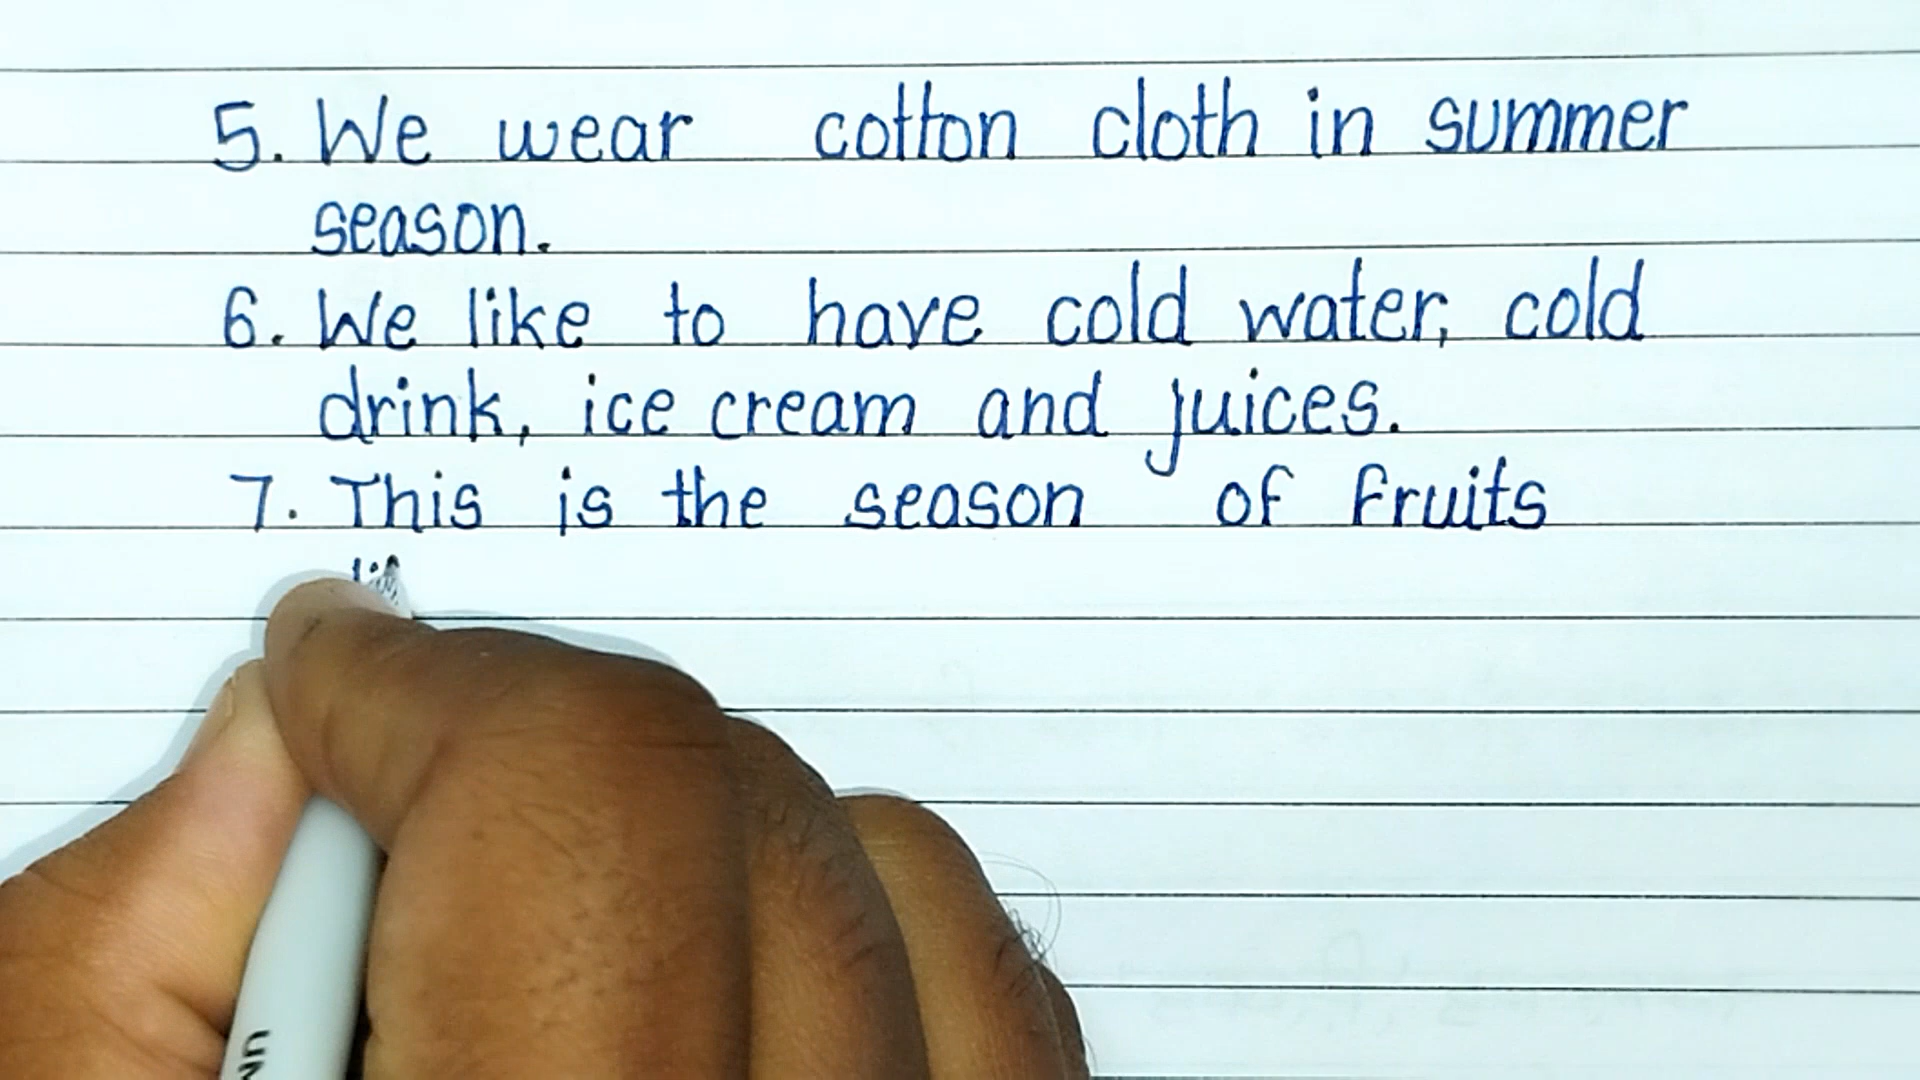 5. We wear cotton cloth in summer
season.
6. We like to have cold water, cold
drink, ice cream and juices.
7. This is the season of fruits